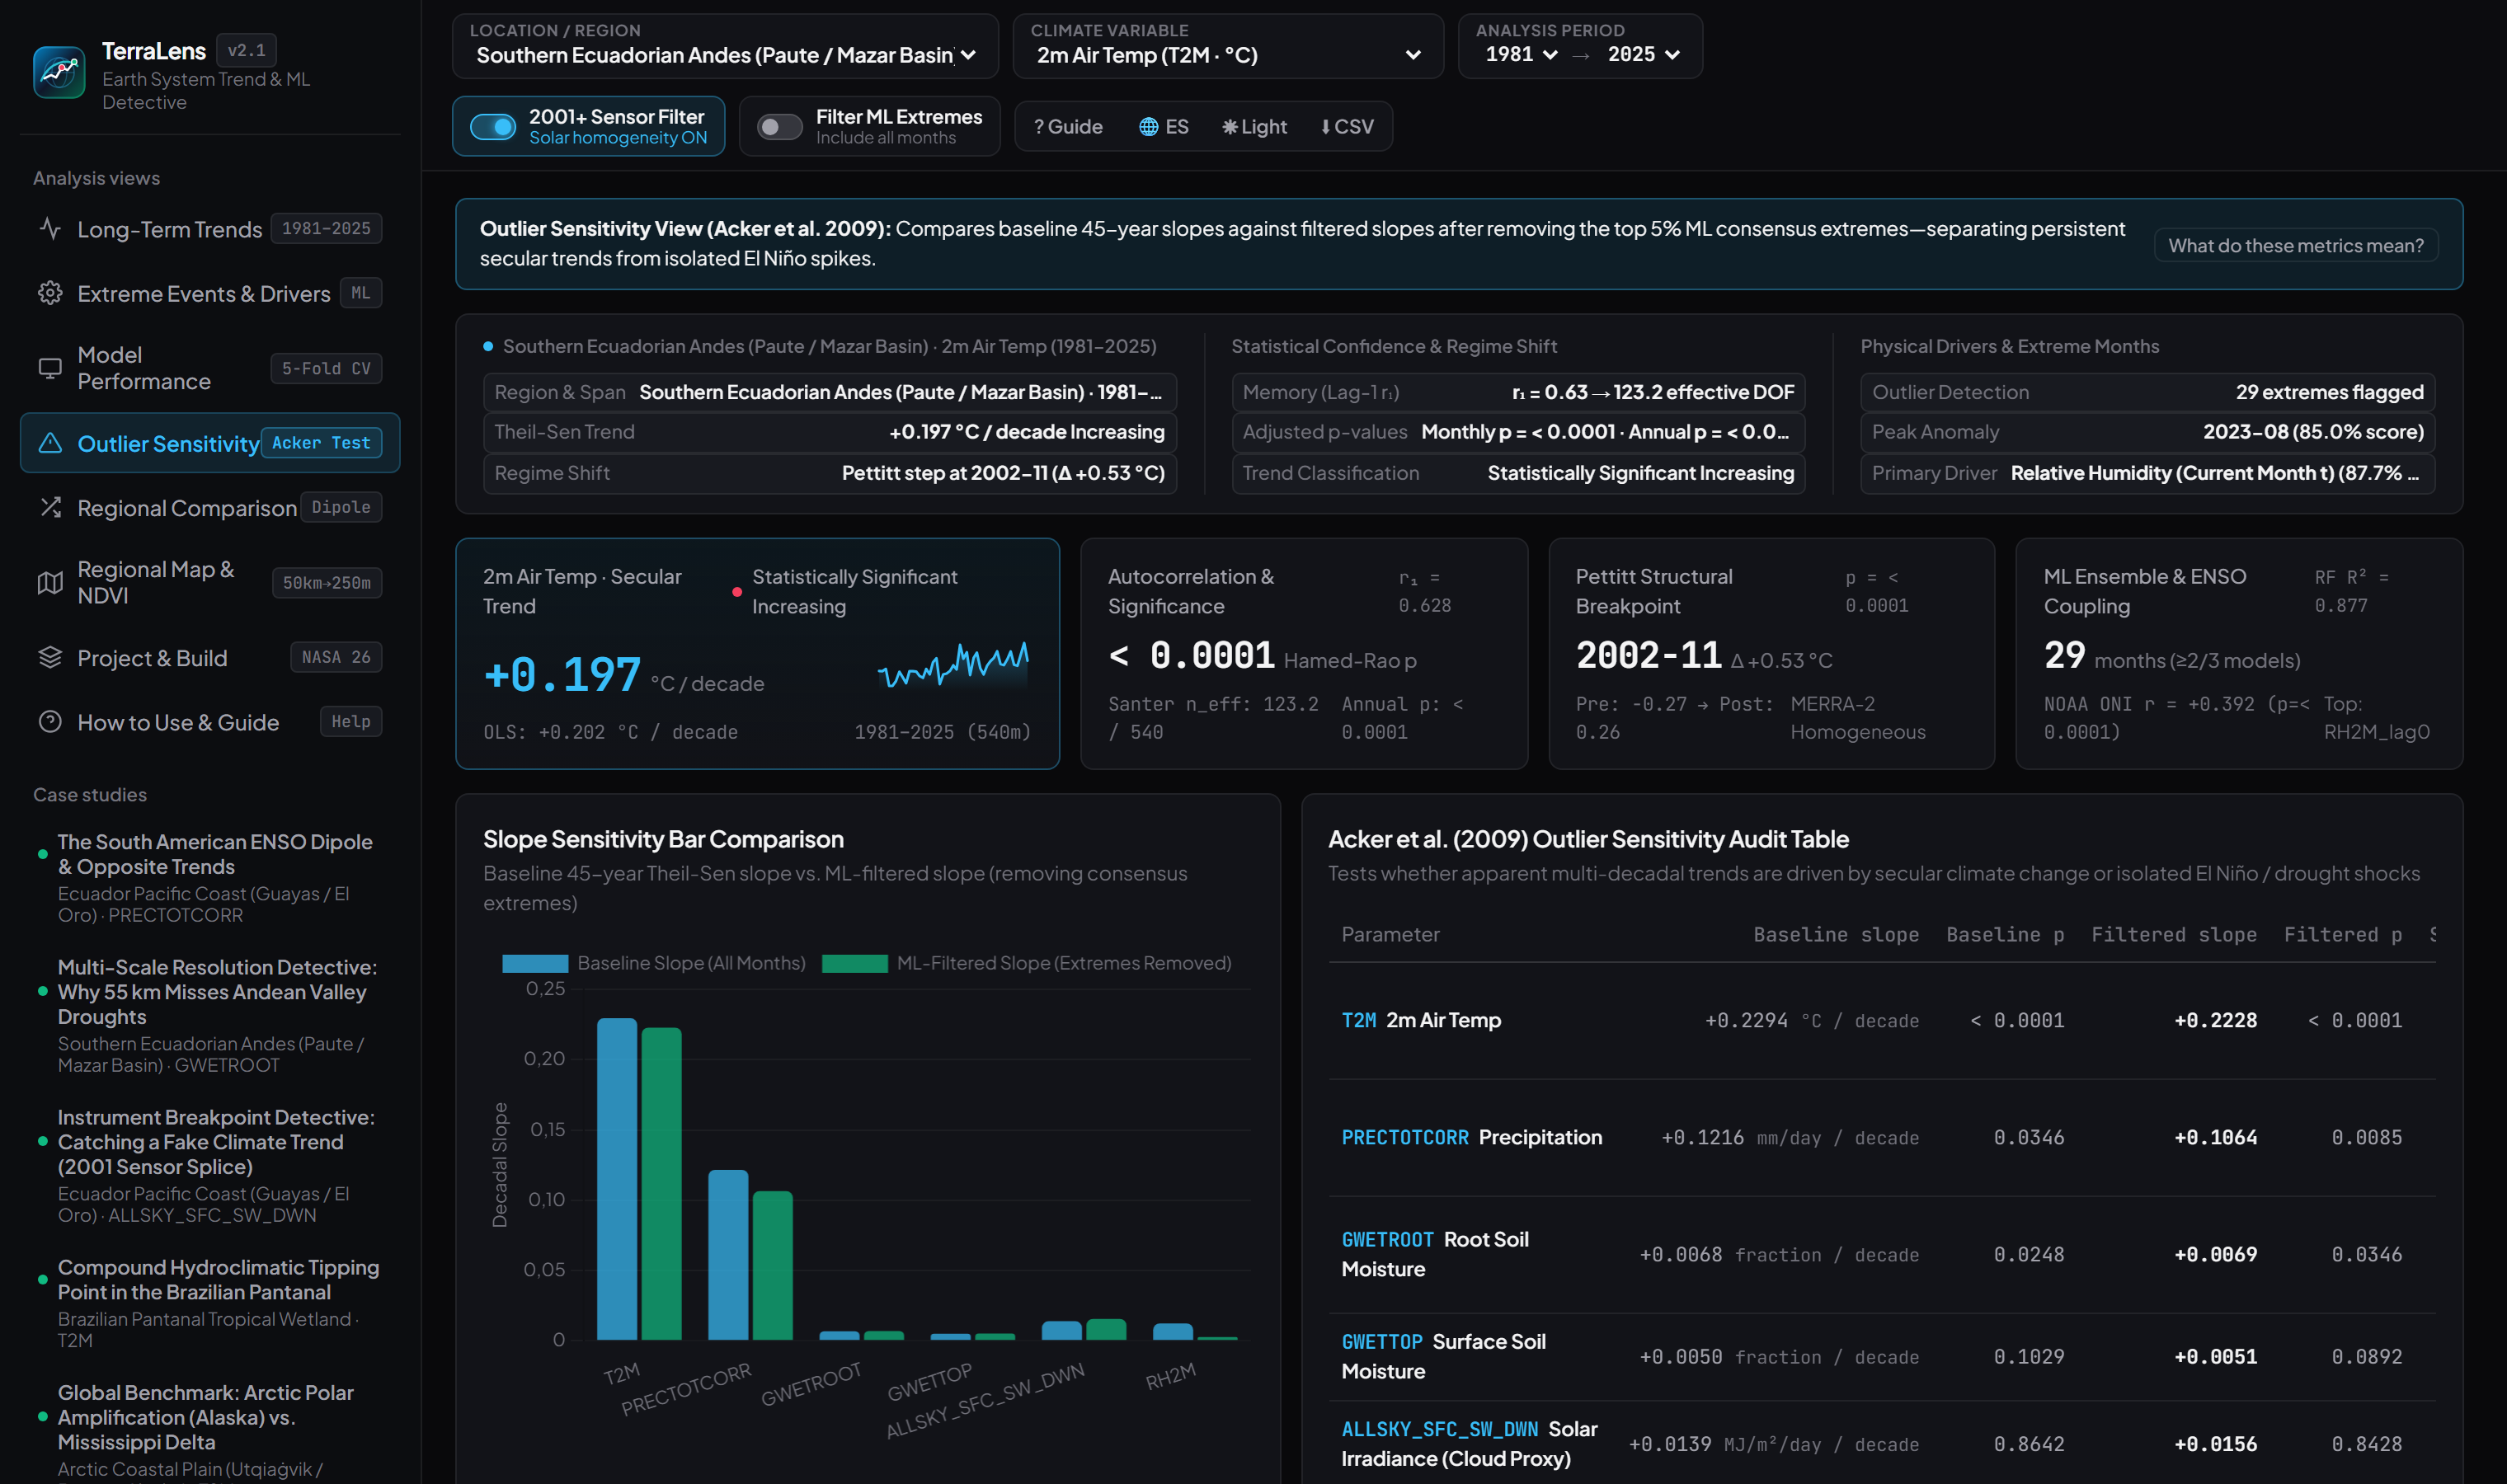 TerraLens v2.1
Earth System Trend & ML
Detective
Analysis views
Long-Term Trends 1981–2025
Extreme Events & Drivers ML
Model
Performance 5-Fold CV
Outlier Sensitivity Acker Test
Regional Comparison Dipole
Regional Map &
NDVI 50km→250m
Project & Build NASA 26
How to Use & Guide Help
Case studies
The South American ENSO Dipole
& Opposite Trends
Ecuador Pacific Coast (Guayas / El
Oro) · PRECTOTCORR
Multi-Scale Resolution Detective:
Why 55 km Misses Andean Valley
Droughts
Southern Ecuadorian Andes (Paute /
Mazar Basin) · GWETROOT
Instrument Breakpoint Detective:
Catching a Fake Climate Trend
(2001 Sensor Splice)
Ecuador Pacific Coast (Guayas / El
Oro) · ALLSKY_SFC_SW_DWN
Compound Hydroclimatic Tipping
Point in the Brazilian Pantanal
Brazilian Pantanal Tropical Wetland ·
T2M
Global Benchmark: Arctic Polar
Amplification (Alaska) vs.
Mississippi Delta
Arctic Coastal Plain (Utqiaġvik /
LOCATION / REGION
Southern Ecuadorian Andes (Paute / Mazar Basin)
CLIMATE VARIABLE
2m Air Temp (T2M · °C)
ANALYSIS PERIOD
1981 → 2025
2001+ Sensor Filter
Solar homogeneity ON
Filter ML Extremes
Include all months
? Guide
ES
Light
CSV
Outlier Sensitivity View (Acker et al. 2009): Compares baseline 45-year slopes against filtered slopes after removing the top 5% ML consensus extremes—separating persistent
secular trends from isolated El Niño spikes.
What do these metrics mean?
Southern Ecuadorian Andes (Paute / Mazar Basin) · 2m Air Temp (1981–2025)
Region & Span Southern Ecuadorian Andes (Paute / Mazar Basin) · 1981–...
Theil-Sen Trend +0.197 °C / decade Increasing
Regime Shift Pettitt step at 2002-11 (Δ +0.53 °C)
Statistical Confidence & Regime Shift
Memory (Lag-1 r₁) r₁ = 0.63 → 123.2 effective DOF
Adjusted p-values Monthly p = < 0.0001 · Annual p = < 0.0...
Trend Classification Statistically Significant Increasing
Physical Drivers & Extreme Months
Outlier Detection 29 extremes flagged
Peak Anomaly 2023-08 (85.0% score)
Primary Driver Relative Humidity (Current Month t) (87.7% ...
2m Air Temp · Secular
Trend
Statistically Significant
Increasing
+0.197 °C / decade
OLS: +0.202 °C / decade 1981–2025 (540m)
Autocorrelation &
Significance
r₁ =
0.628
< 0.0001 Hamed-Rao p
Santer n_eff: 123.2
/ 540
Annual p: <
0.0001
Pettitt Structural
Breakpoint
p = <
0.0001
2002-11 Δ +0.53 °C
Pre: -0.27 → Post:
0.26
MERRA-2
Homogeneous
ML Ensemble & ENSO
Coupling
RF R² =
0.877
29 months (≥2/3 models)
NOAA ONI r = +0.392 (p=<
0.0001)
Top:
RH2M_lag0
Slope Sensitivity Bar Comparison
Baseline 45-year Theil-Sen slope vs. ML-filtered slope (removing consensus
extremes)
Baseline Slope (All Months) ML-Filtered Slope (Extremes Removed)
Decadal Slope
0,25
0,20
0,15
0,10
0,05
0
T2M
PRECTOTCORR
GWETROOT
GWETTOP
ALLSKY_SFC_SW_DWN
RH2M
Acker et al. (2009) Outlier Sensitivity Audit Table
Tests whether apparent multi-decadal trends are driven by secular climate change or isolated El Niño / drought shocks
Parameter Baseline slope Baseline p Filtered slope Filtered p
T2M 2m Air Temp +0.2294 °C / decade < 0.0001 +0.2228 < 0.0001
PRECTOTCORR Precipitation +0.1216 mm/day / decade 0.0346 +0.1064 0.0085
GWETROOT Root Soil
Moisture +0.0068 fraction / decade 0.0248 +0.0069 0.0346
GWETTOP Surface Soil
Moisture +0.0050 fraction / decade 0.1029 +0.0051 0.0892
ALLSKY_SFC_SW_DWN Solar
Irradiance (Cloud Proxy) +0.0139 MJ/m²/day / decade 0.8642 +0.0156 0.8428